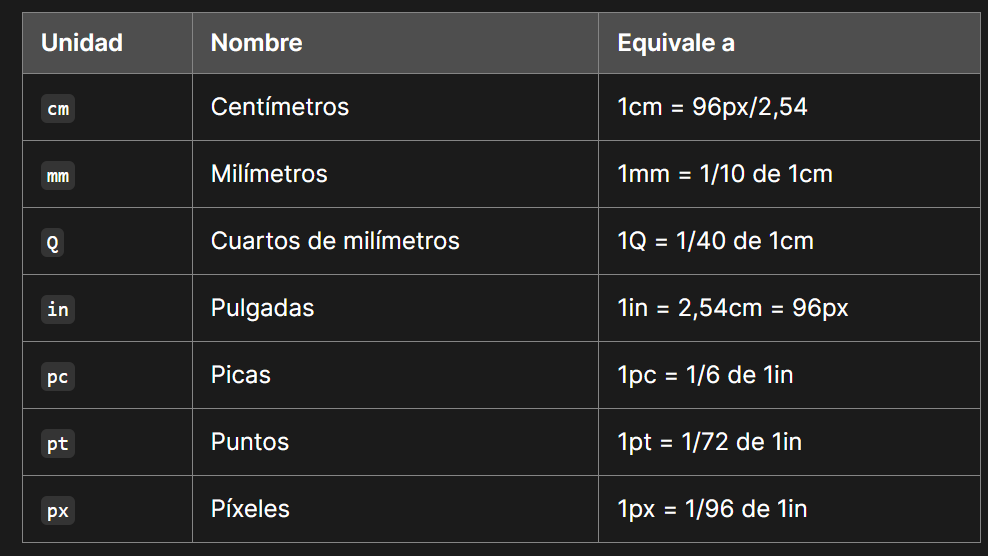 Unidad Nombre Equivale a
cm Centímetros 1cm = 96px/2,54
mm Milímetros 1mm = 1/10 de 1cm
Q Cuartos de milímetros 1Q = 1/40 de 1cm
in Pulgadas 1in = 2,54cm = 96px
pc Picas 1pc = 1/6 de 1in
pt Puntos 1pt = 1/72 de 1in
px Píxeles 1px = 1/96 de 1in